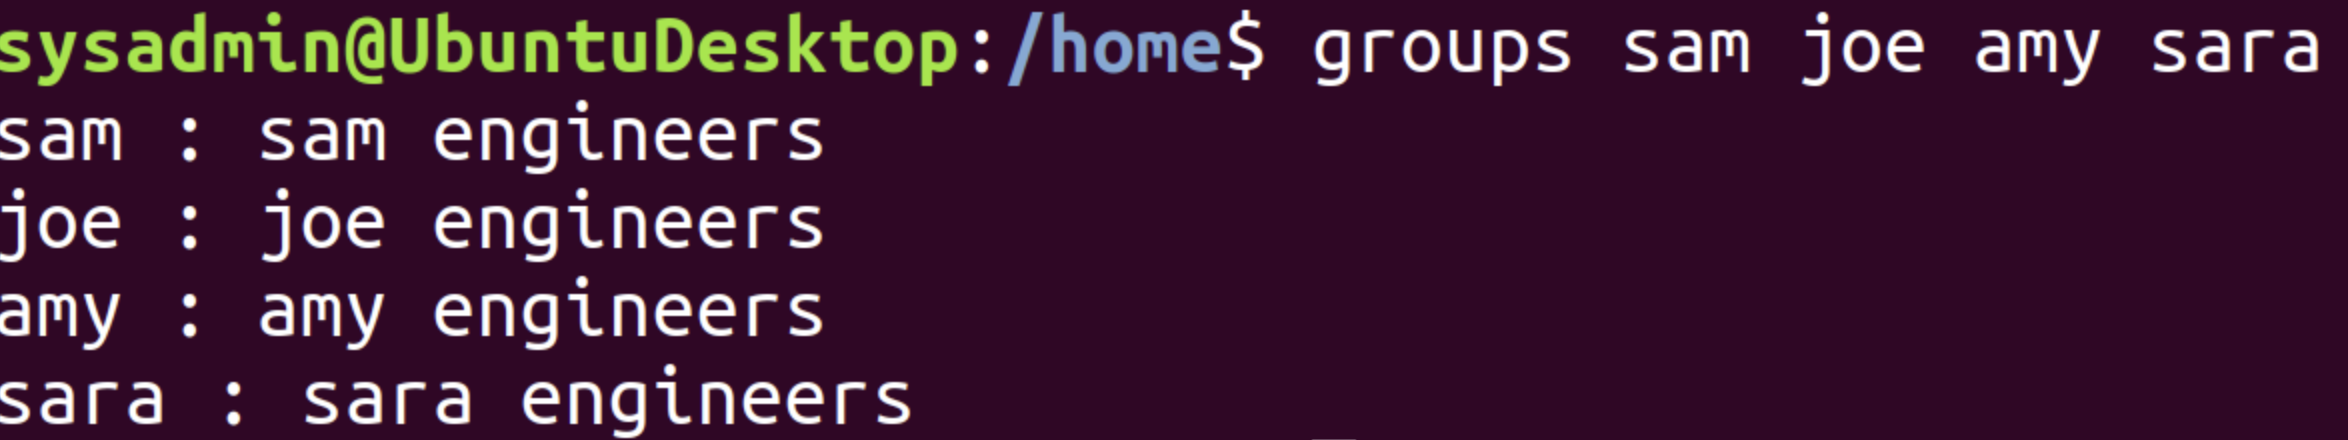 sysadmin@UbuntuDesktop:/home$ groups sam joe amy sara
sam : sam engineers
joe : joe engineers
amy : amy engineers
sara : sara engineers